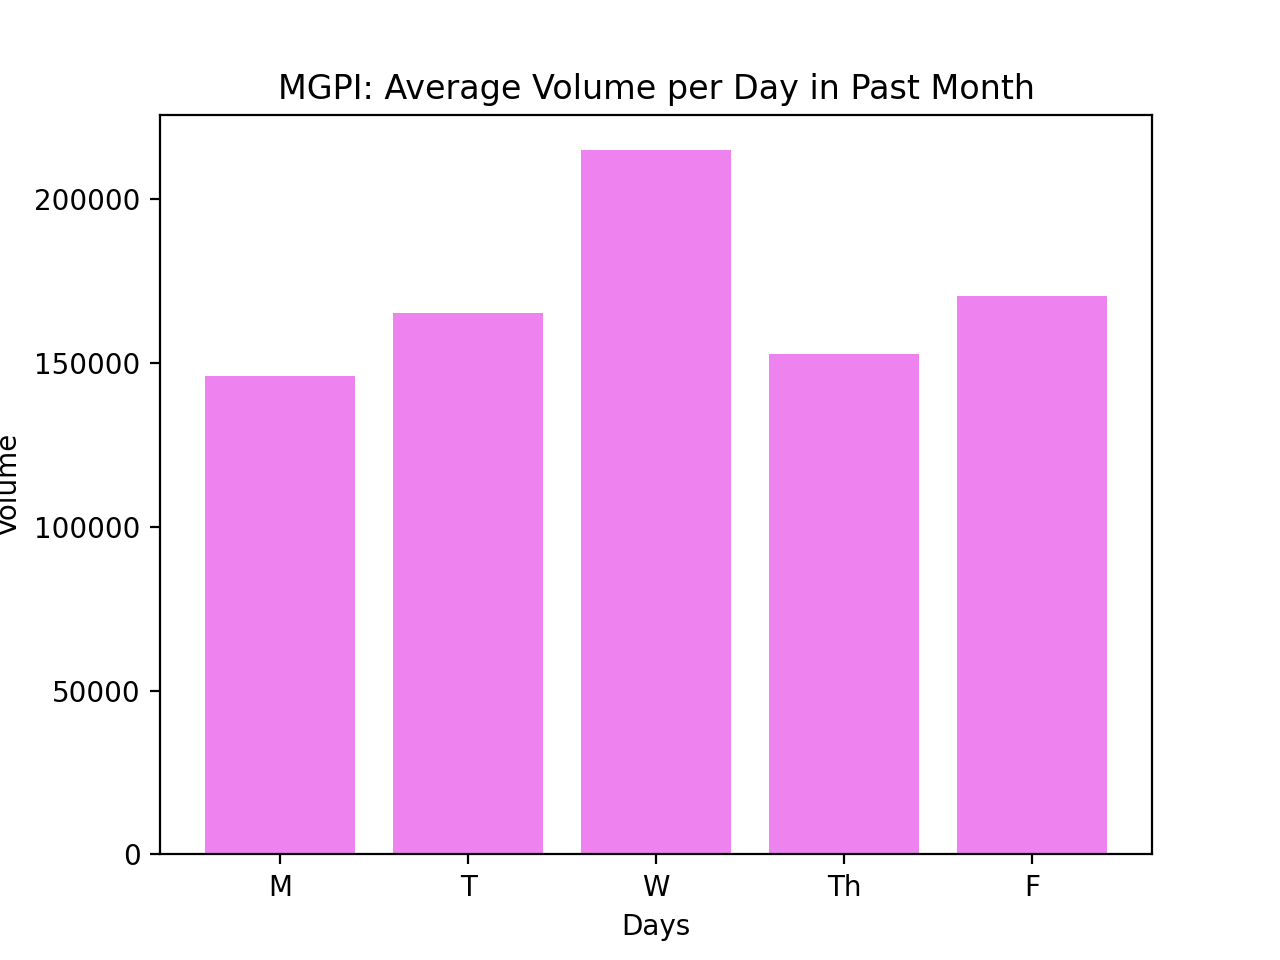 MGPI: Average Volume per Day in Past Month
200000
150000
100000
50000
0
Volume
M T W Th F
Days